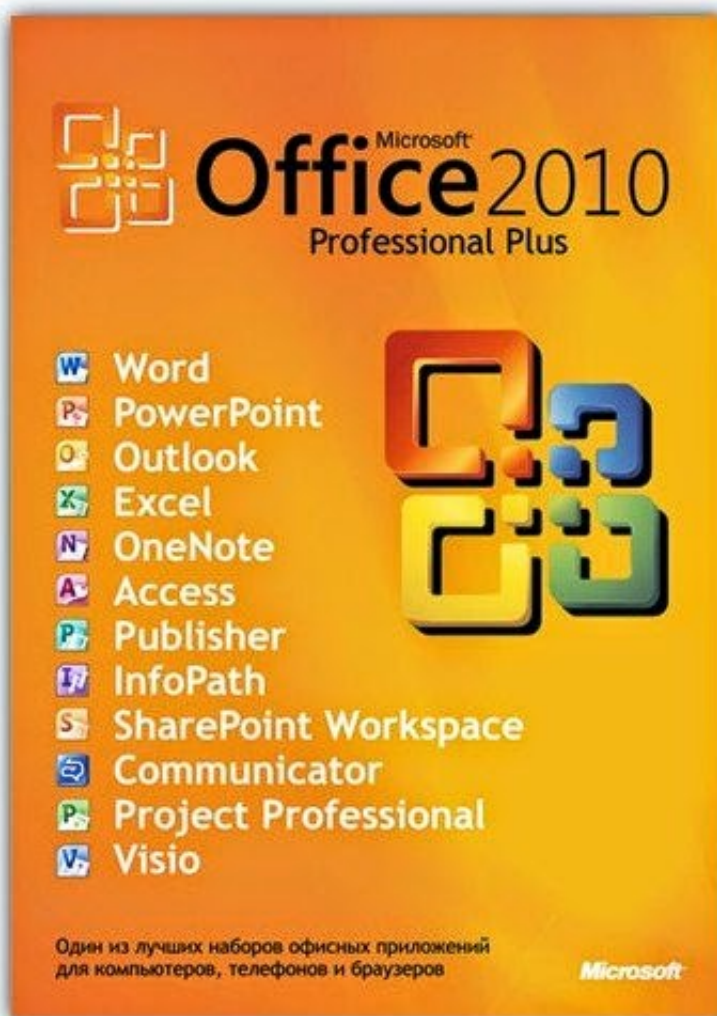 Microsoft
Office 2010
Professional Plus
Word
PowerPoint
Outlook
Excel
OneNote
Access
Publisher
InfoPath
SharePoint Workspace
Communicator
Project Professional
Visio
Один из лучших наборов офисных приложений
для компьютеров, телефонов и браузеров
Microsoft